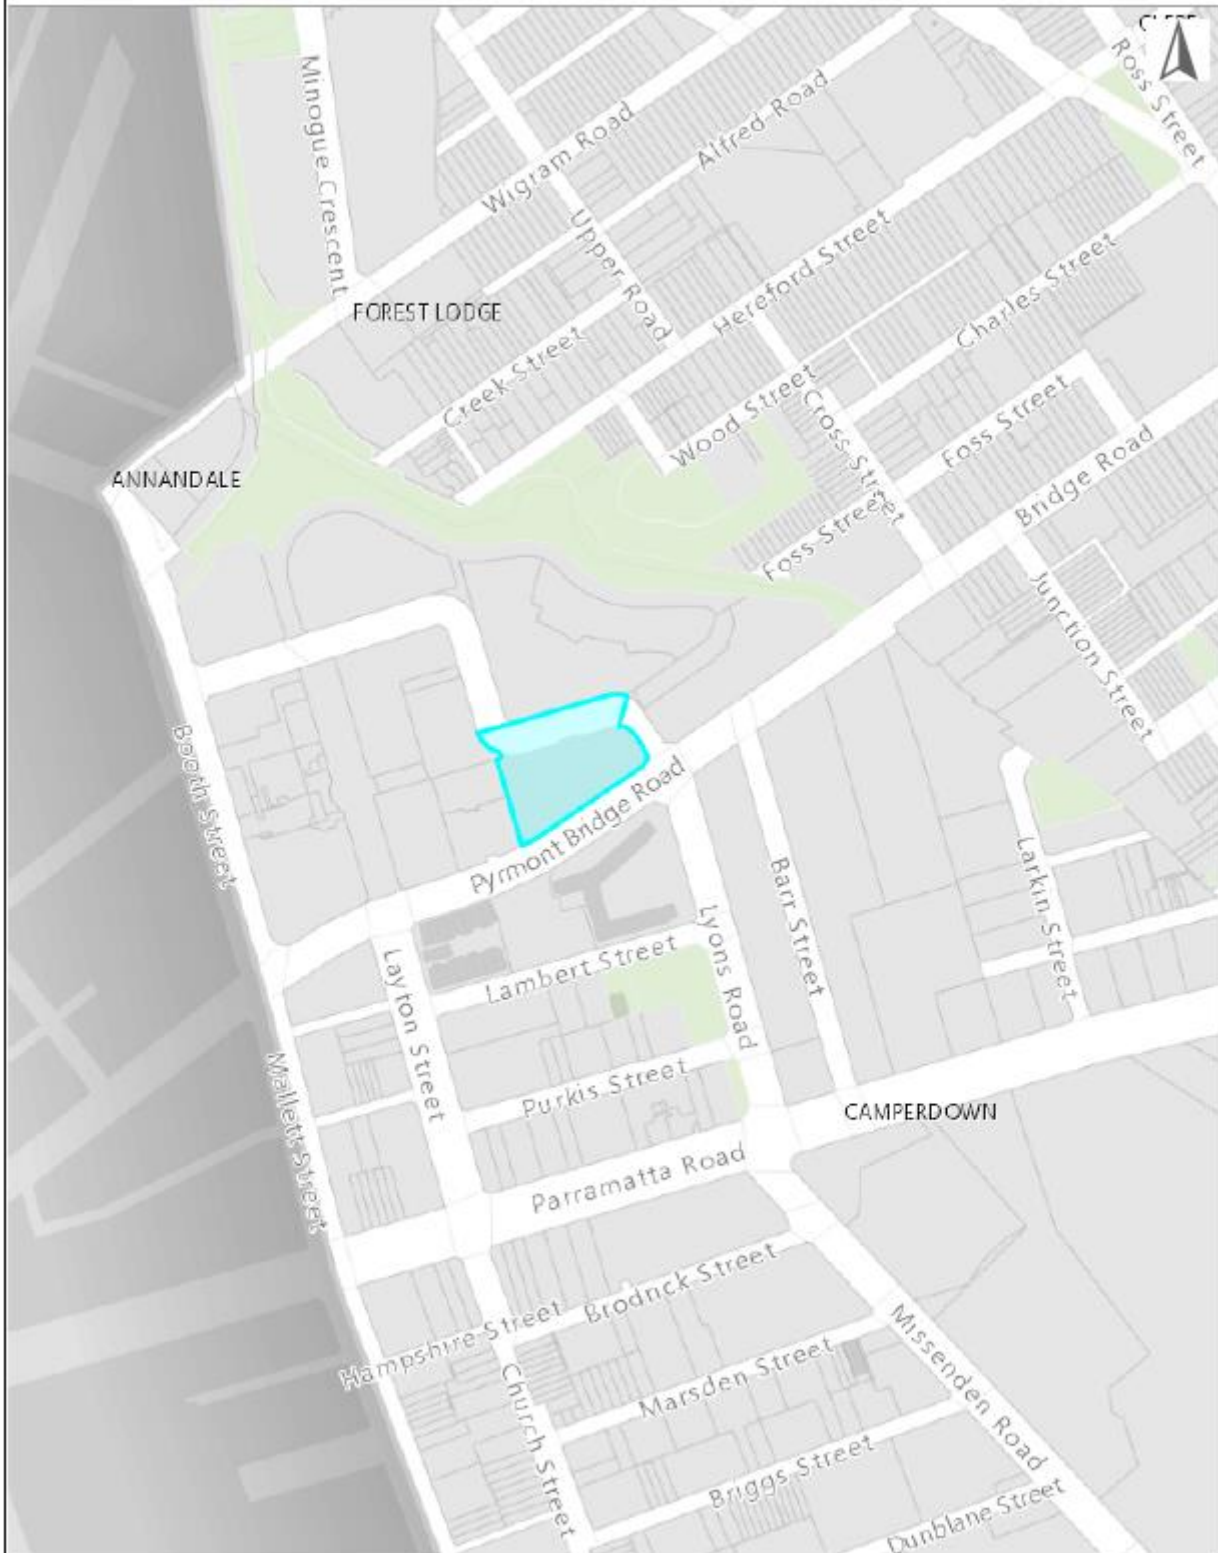 Ross Street
Minogue Crescent
Wigram Road
Alfred Road
Upper Road
Hereford Street
Charles Street
FOREST LODGE
Creek Street
Wood Street
Cross Street
Foss Street
Bridge Road
ANNANDALE
Foss Street
Junction Street
Booth Street
Pyrmont Bridge Road
Barr Street
Larkin Street
Lyons Road
Layton Street
Lambert Street
Mallett Street
Purkis Street
CAMPERDOWN
Parramatta Road
Brodrick Street
Hampshire Street
Missenden Road
Marsden Street
Church Street
Briggs Street
Dunblane Street